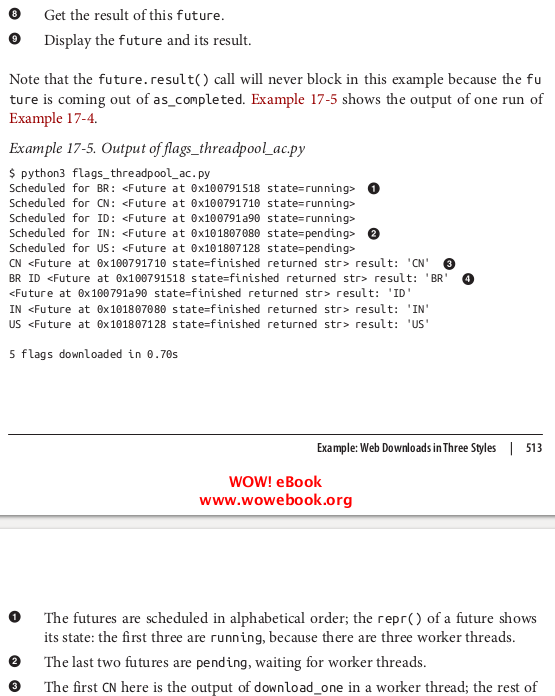 ❽ Get the result of this future.
❾ Display the future and its result.
Note that the future.result() call will never block in this example because the fu
ture is coming out of as_completed. Example 17-5 shows the output of one run of
Example 17-4.
Example 17-5. Output of flags_threadpool_ac.py
$ python3 flags_threadpool_ac.py
Scheduled for BR: <Future at 0x100791518 state=running> ❶
Scheduled for CN: <Future at 0x100791710 state=running>
Scheduled for ID: <Future at 0x100791a90 state=running>
Scheduled for IN: <Future at 0x101807080 state=pending> ❷
Scheduled for US: <Future at 0x101807128 state=pending>
CN <Future at 0x100791710 state=finished returned str> result: 'CN' ❸
BR ID <Future at 0x100791518 state=finished returned str> result: 'BR' ❹
<Future at 0x100791a90 state=finished returned str> result: 'ID'
IN <Future at 0x101807080 state=finished returned str> result: 'IN'
US <Future at 0x101807128 state=finished returned str> result: 'US'
5 flags downloaded in 0.70s
Example: Web Downloads in Three Styles | 513
WOW! eBook
www.wowebook.org
❶ The futures are scheduled in alphabetical order; the repr() of a future shows
its state: the first three are running, because there are three worker threads.
❷ The last two futures are pending, waiting for worker threads.
❸ The first CN here is the output of download_one in a worker thread; the rest of